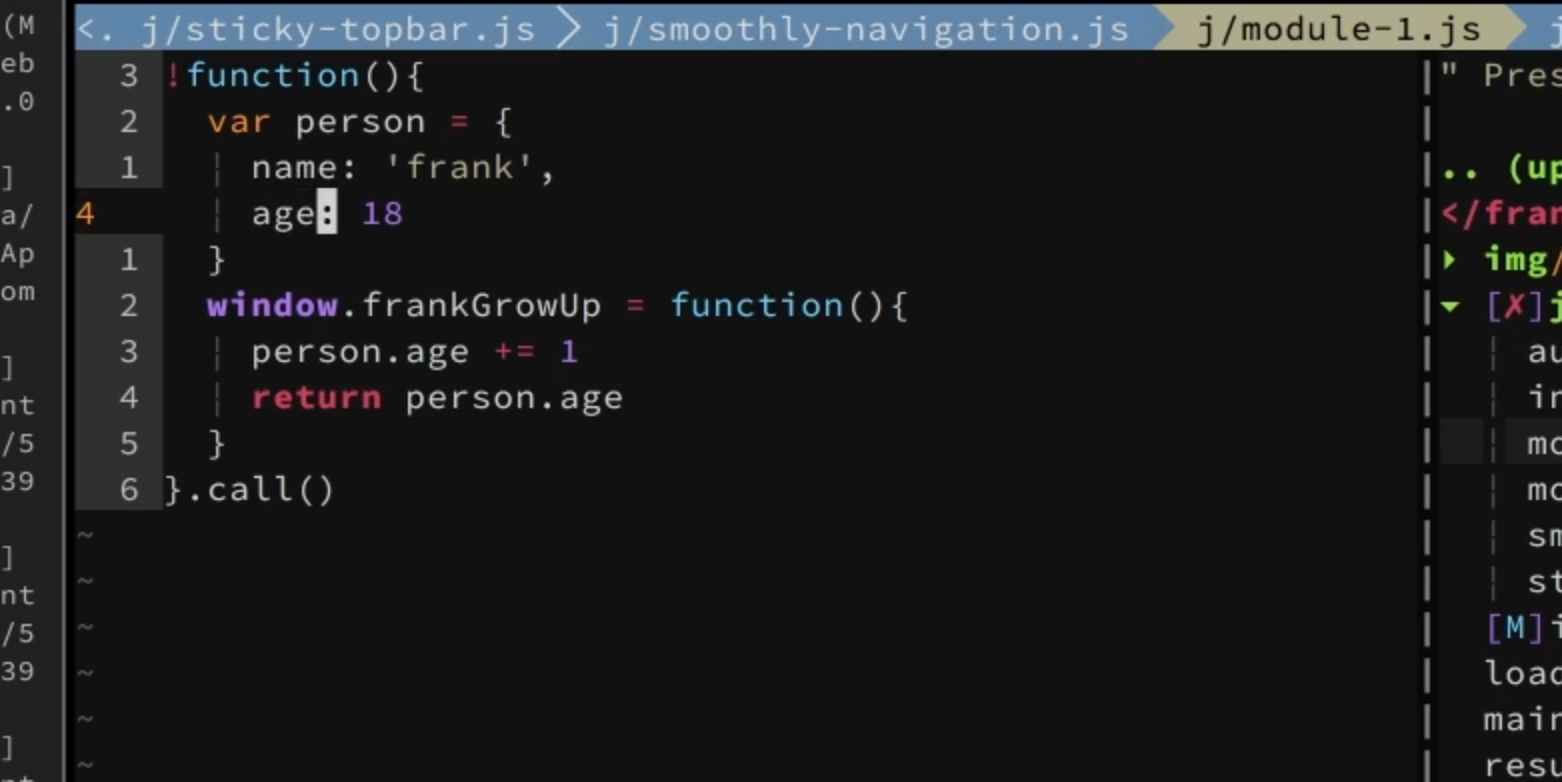 <. j/sticky-topbar.js j/smoothly-navigation.js j/module-1.js
3 !function(){
2 var person = {
1 name: 'frank',
4 age: 18
1 }
2 window.frankGrowUp = function(){
3 person.age += 1
4 return person.age
5 }
6 }.call()
~
~
~
~
~
~
(M
eb
.0
]
a/
Ap
om
]
nt
/5
39
]
nt
/5
39
]
" Pres
.. (up
</fran
img/
[✗]j
au
in
mo
mo
sm
st
[M]i
load
main
resu